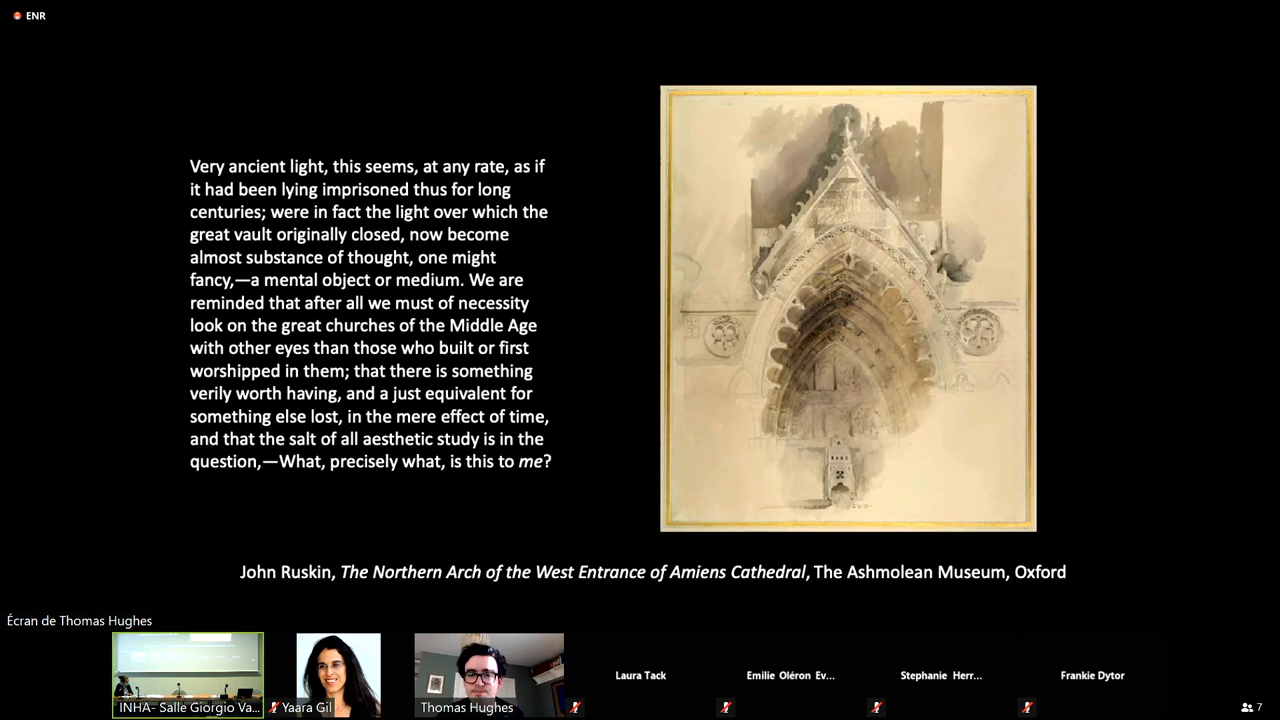 ENR
Very ancient light, this seems, at any rate, as if
it had been lying imprisoned thus for long
centuries; were in fact the light over which the
great vault originally closed, now become
almost substance of thought, one might
fancy,—a mental object or medium. We are
reminded that after all we must of necessity
look on the great churches of the Middle Age
with other eyes than those who built or first
worshipped in them; that there is something
verily worth having, and a just equivalent for
something else lost, in the mere effect of time,
and that the salt of all aesthetic study is in the
question,—What, precisely what, is this to me?
John Ruskin, The Northern Arch of the West Entrance of Amiens Cathedral, The Ashmolean Museum, Oxford
Écran de Thomas Hughes
INHA- Salle Giorgio Va...
Yaara Gil
Thomas Hughes
Laura Tack
Emilie Oléron Ev...
Stephanie Herr...
Frankie Dytor
7